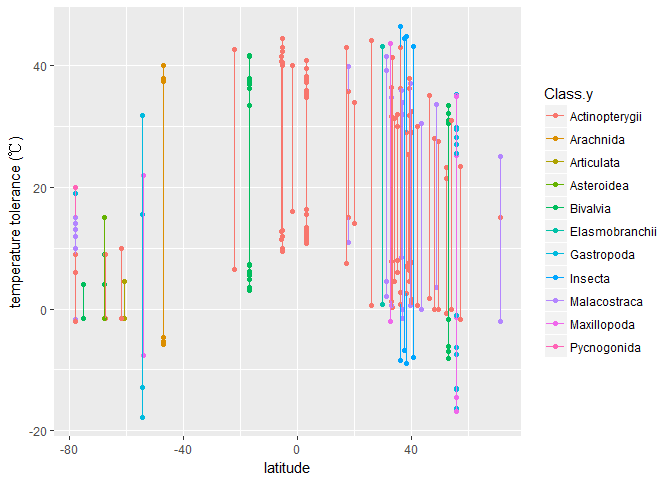 Class.y
Actinopterygii
Arachnida
Articulata
Asteroidea
Bivalvia
Elasmobranchii
Gastropoda
Insecta
Malacostraca
Maxillopoda
Pycnogonida
temperature tolerance (℃)
40
20
0
-20
-80
-40
0
40
latitude